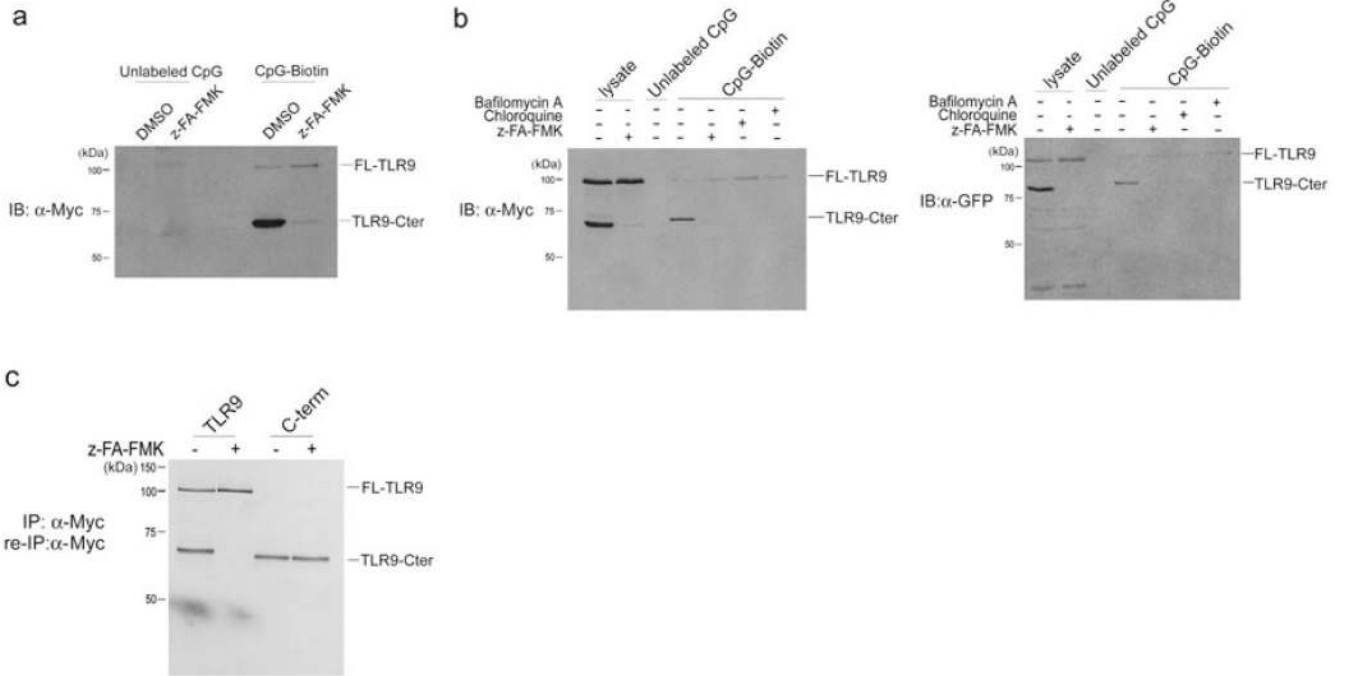 a
Unlabeled CpG CpG-Biotin
DMSO z-FA-FMK DMSO z-FA-FMK
(kDa)
100
FL-TLR9
IB: α-Myc
75
TLR9-Cter
50
b
lysate Unlabeled CpG CpG-Biotin
Bafilomycin A - - - - - - +
Chloroquine - - - - - + -
z-FA-FMK - + - - + - -
(kDa)
100
FL-TLR9
IB: α-Myc
75
TLR9-Cter
50
lysate Unlabeled CpG CpG-Biotin
Bafilomycin A - - - - - - +
Chloroquine - - - - - + -
z-FA-FMK - + - - + - -
(kDa)
100
FL-TLR9
IB:α-GFP
75
TLR9-Cter
50
c
TLR9 C-term
z-FA-FMK - + - +
(kDa) 150
100
FL-TLR9
IP: α-Myc
re-IP:α-Myc
75
TLR9-Cter
50